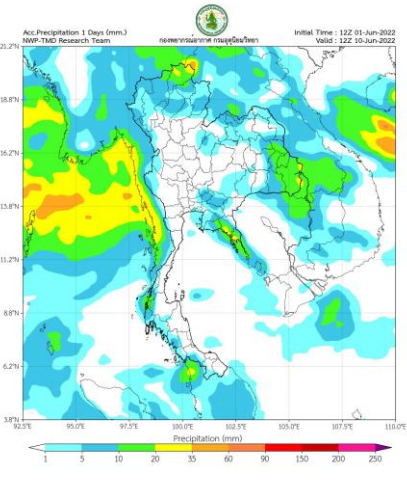 Acc.Precipitation 1 Days (mm.)
NWP-TMD Research Team
กองพยากรณ์อากาศ กรมอุตุนิยมวิทยา
Initial Time : 12Z 01-Jun-2022
Valid : 12Z 10-Jun-2022
21.2°N
18.8°N
16.2°N
13.8°N
11.2°N
8.8°N
6.2°N
3.8°N
92.5°E 95.0°E 97.5°E 100.0°E 102.5°E 105.0°E 107.5°E 110.0°E
Precipitation (mm)
1 5 10 20 35 60 90 150 200 250